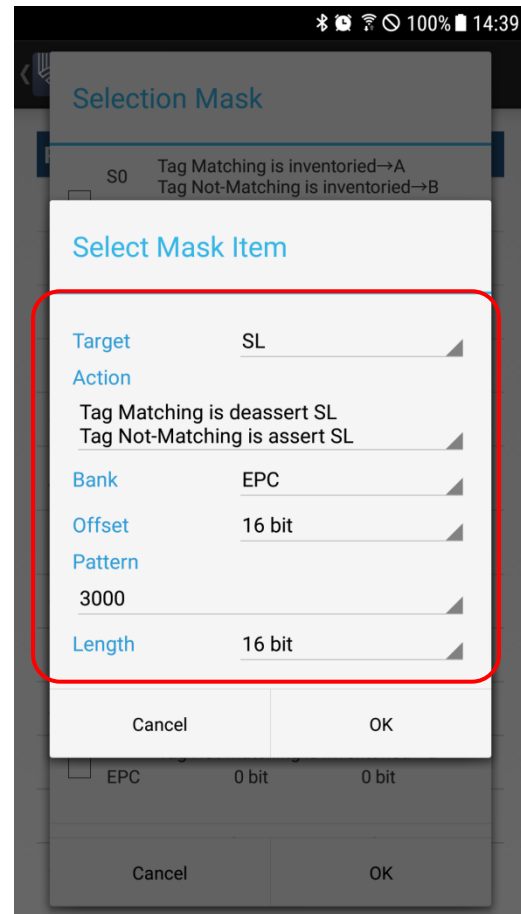 100% 14:39
Selection Mask
S0 Tag Matching is inventoried→A
Tag Not-Matching is inventoried→B
Select Mask Item
Target SL
Action
Tag Matching is deassert SL
Tag Not-Matching is assert SL
Bank EPC
Offset 16 bit
Pattern
3000
Length 16 bit
Cancel OK
EPC 0 bit 0 bit
Cancel OK